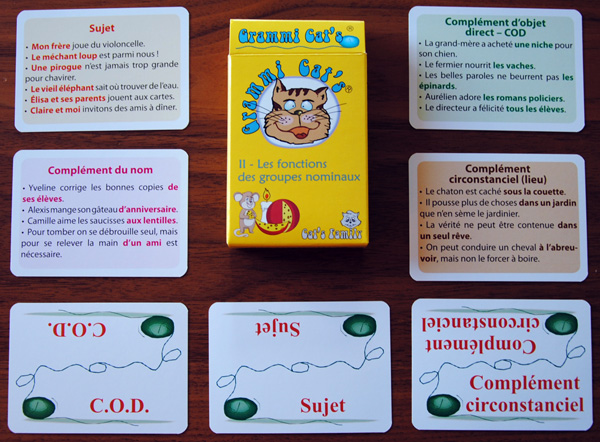 Sujet
• Mon frère joue du violoncelle.
• Le méchant loup est parmi nous !
• Une pirogue n'est jamais trop grande
pour chavirer.
• Le vieil éléphant sait où trouver de l'eau.
• Élisa et ses parents jouent aux cartes.
• Claire et moi invitons des amis à dîner.
Grammi Cat's
Grammi Cat's®
II - Les fonctions
des groupes nominaux
Cat's Family
Complément d'objet
direct – COD
• La grand-mère a acheté une niche pour
son chien.
• Le fermier nourrit les vaches.
• Les belles paroles ne beurrent pas les
épinards.
• Aurélien adore les romans policiers.
• Le directeur a félicité tous les élèves.
Complément du nom
• Yveline corrige les bonnes copies de
ses élèves.
• Alexis mange son gâteau d'anniversaire.
• Camille aime les saucisses aux lentilles.
• Pour tomber on se débrouille seul, mais
pour se relever la main d'un ami est
nécessaire.
Complément
circonstanciel (lieu)
• Le chaton est caché sous la couette.
• Il pousse plus de choses dans un jardin
que n'en sème le jardinier.
• La vérité ne peut être contenue dans
un seul rêve.
• On peut conduire un cheval à l'abreu-
voir, mais non le forcer à boire.
C.O.D.
C.O.D.
Sujet
Sujet
Complément
circonstanciel
Complément
circonstanciel